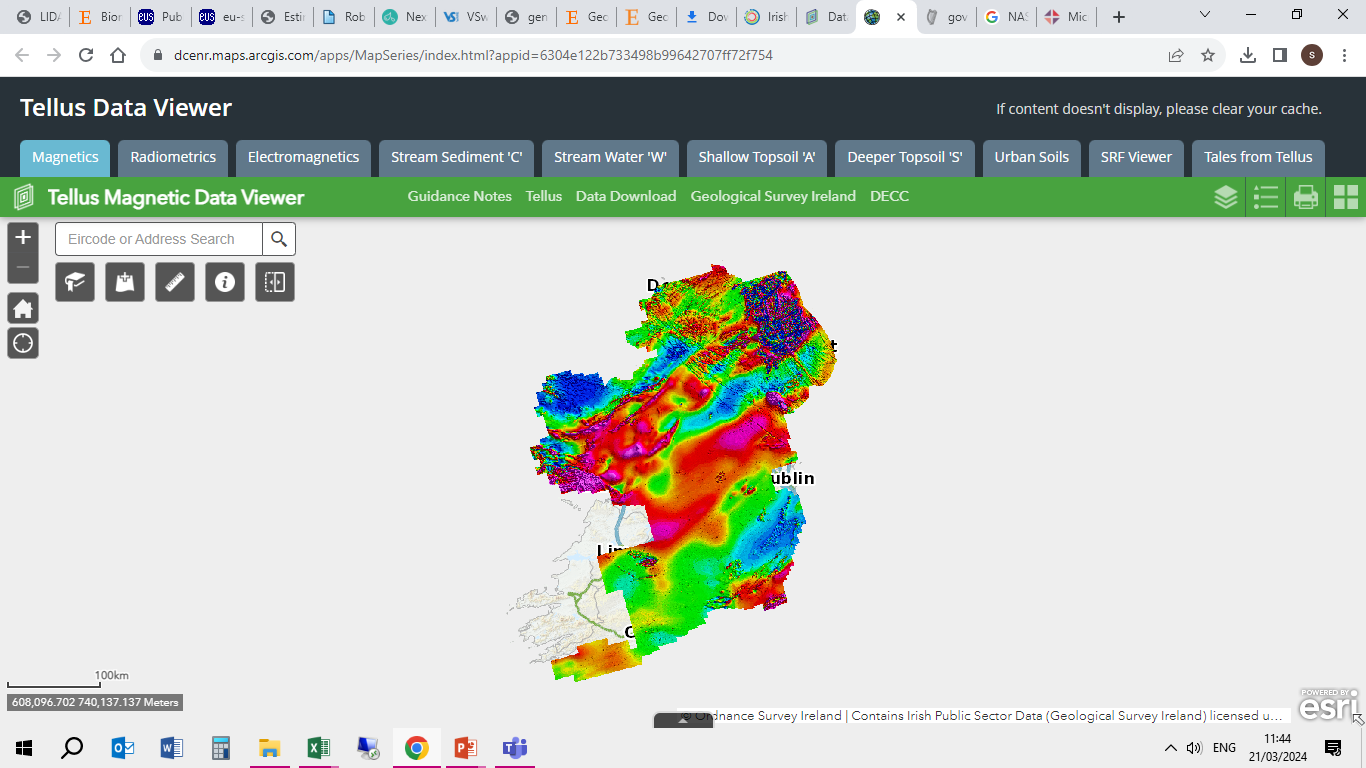 LIDA
Bior
Pub
eu-s
Estin
Rob
Nex
VSw
gen
Geo
Geo
Dov
Irish
Data
gov
NAS
Mic
dcenr.maps.arcgis.com/apps/MapSeries/index.html?appid=6304e122b733498b99642707ff72f754
S
Tellus Data Viewer
If content doesn't display, please clear your cache.
Magnetics
Radiometrics
Electromagnetics
Stream Sediment 'C'
Stream Water 'W'
Shallow Topsoil 'A'
Deeper Topsoil 'S'
Urban Soils
SRF Viewer
Tales from Tellus
Tellus Magnetic Data Viewer
Guidance Notes
Tellus
Data Download
Geological Survey Ireland
DECC
Eircode or Address Search
ublin
100km
608,096.702 740,137.137 Meters
POWERED BY
esri
© Ordnance Survey Ireland | Contains Irish Public Sector Data (Geological Survey Ireland) licensed u...
ENG
11:44
21/03/2024